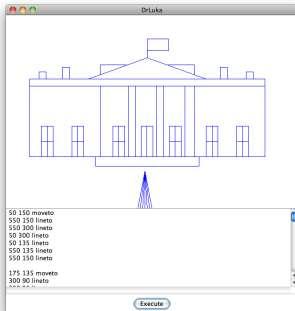 DrLuka
50 150 moveto
550 150 lineto
550 300 lineto
50 300 lineto
50 135 lineto
550 135 lineto
550 150 lineto
175 135 moveto
300 90 lineto
Execute